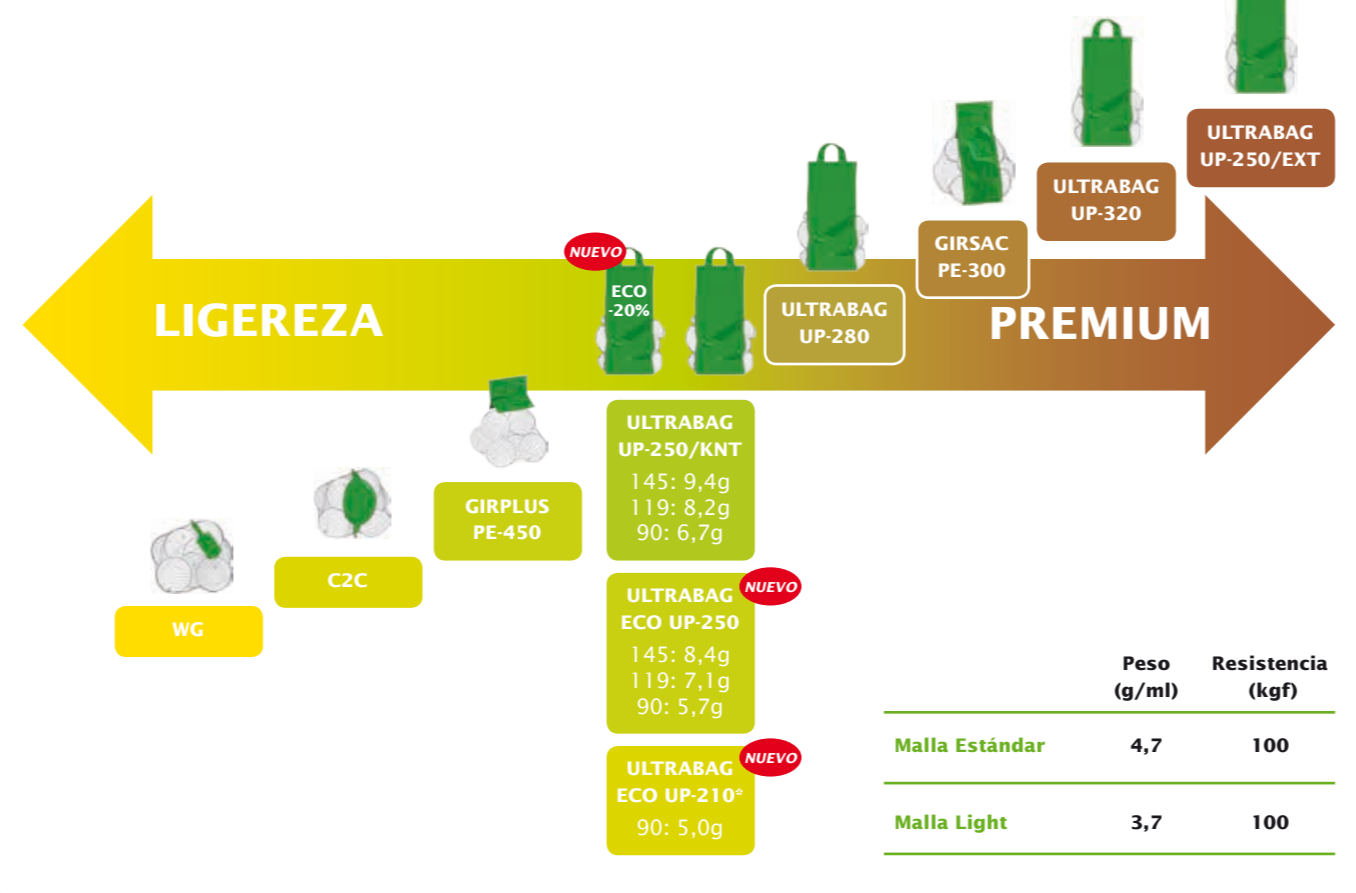 ULTRABAG
UP-250/EXT
ULTRABAG
UP-320
GIRSAC
PE-300
NUEVO
ECO
-20%
ULTRABAG
UP-280
LIGEREZA
PREMIUM
ULTRABAG
UP-250/KNT
145: 9,4g
119: 8,2g
90: 6,7g
GIRPLUS
PE-450
C2C
WG
NUEVO
ULTRABAG
ECO UP-250
145: 8,4g
119: 7,1g
90: 5,7g
NUEVO
ULTRABAG
ECO UP-210*
90: 5,0g
Peso Resistencia
(g/ml) (kgf)
Malla Estándar 4,7 100
Malla Light 3,7 100